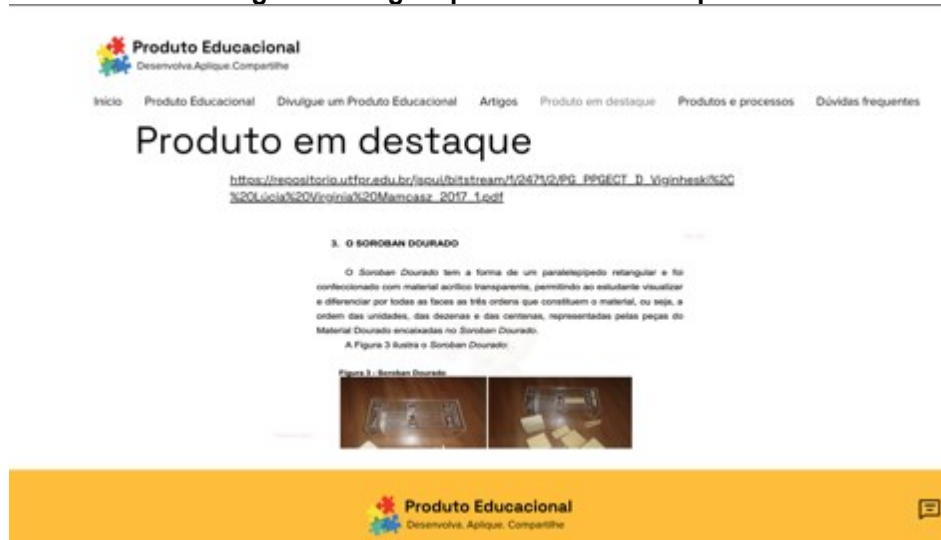 Produto Educacional
Desenvolva.Aplique.Compartilhe
Início Produto Educacional Divulgue um Produto Educacional Artigos Produto em destaque Produtos e processos Dúvidas frequentes
Produto em destaque
https://repositorio.utfpr.edu.br/jspui/bitstream/1/2471/2/PG_PPGECT_D_Viginheski%2C
%20Lúcia%20Virginia%20Mamcasz_2017_1.pdf
3. O SOROBAN DOURADO
O Soroban Dourado tem a forma de um paralelepípedo retangular e foi
confeccionado com material acrílico transparente, permitindo ao estudante visualizar
e diferenciar por todas as faces as três ordens que constituem o material, ou seja, a
ordem das unidades, das dezenas e das centenas, representadas pelas peças do
Material Dourado encaixadas no Soroban Dourado.
A Figura 3 ilustra o Soroban Dourado:
Figura 3 - Soroban Dourado
Produto Educacional
Desenvolva. Aplique. Compartilhe